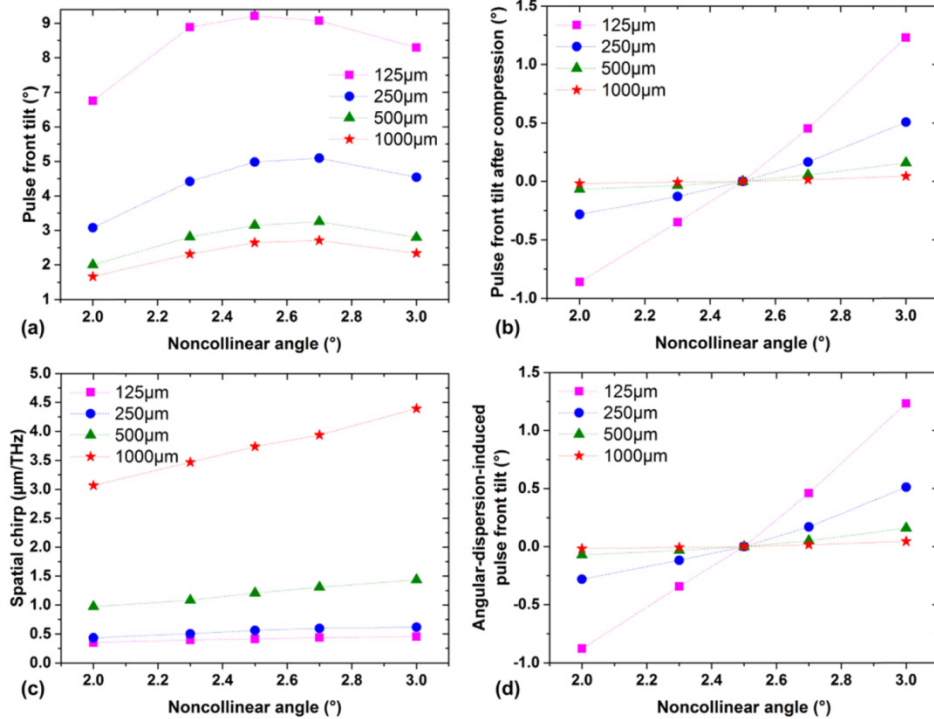 9
8
7
6
5
4
3
2
1
Pulse front tilt (°)
125µm
250µm
500µm
1000µm
2.0 2.2 2.4 2.6 2.8 3.0
Noncollinear angle (°)
(a)
1.5
1.0
0.5
0.0
-0.5
-1.0
Pulse front tilt after compression (°)
125µm
250µm
500µm
1000µm
2.0 2.2 2.4 2.6 2.8 3.0
Noncollinear angle (°)
(b)
5.0
4.5
4.0
3.5
3.0
2.5
2.0
1.5
1.0
0.5
0.0
Spatial chirp (µm/THz)
125µm
250µm
500µm
1000µm
2.0 2.2 2.4 2.6 2.8 3.0
Noncollinear angle (°)
(c)
1.5
1.0
0.5
0.0
-0.5
-1.0
Angular-dispersion-induced
pulse front tilt (°)
125µm
250µm
500µm
1000µm
2.0 2.2 2.4 2.6 2.8 3.0
Noncollinear angle (°)
(d)